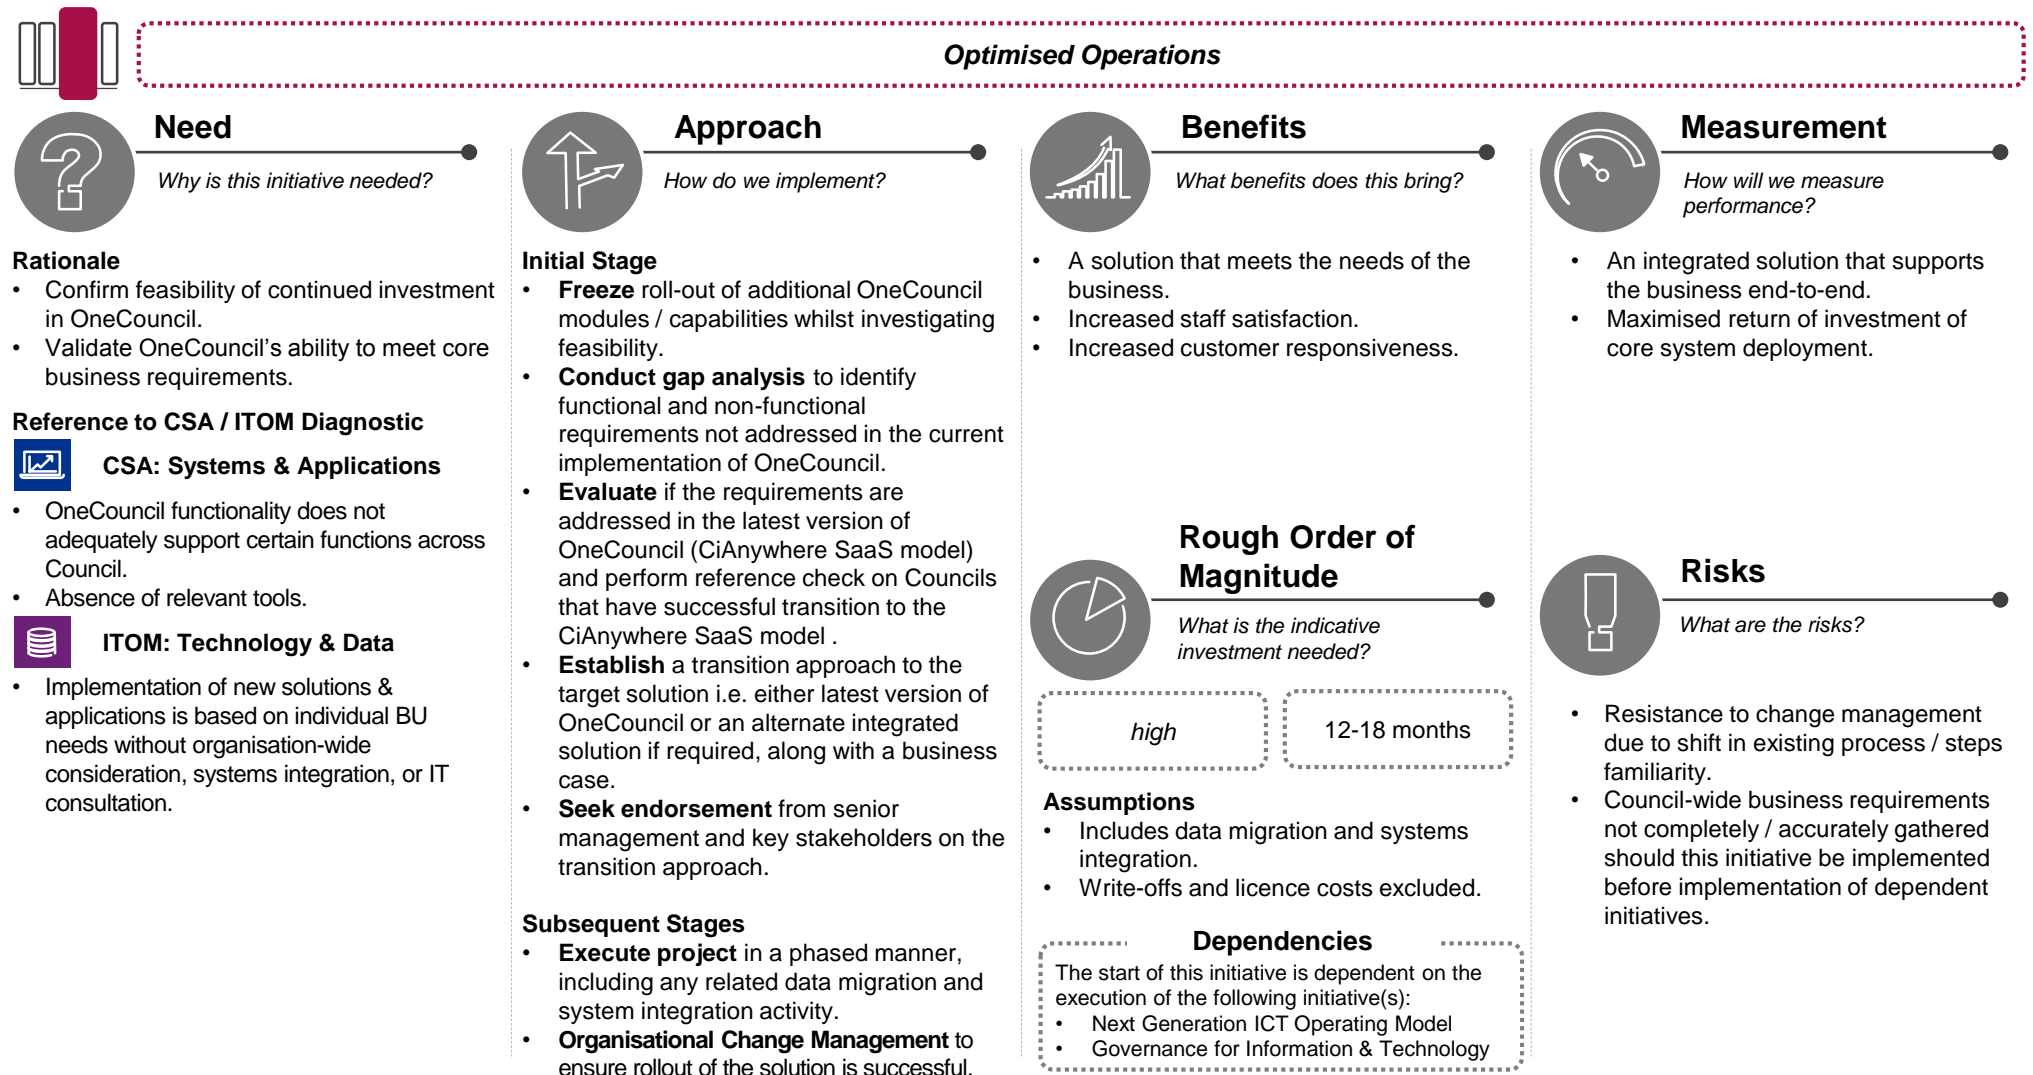 Optimised Operations
Need
Why is this initiative needed?
Rationale
• Confirm feasibility of continued investment
in OneCouncil.
• Validate OneCouncil's ability to meet core
business requirements.
Reference to CSA / ITOM Diagnostic
CSA: Systems & Applications
• OneCouncil functionality does not
adequately support certain functions across
Council.
• Absence of relevant tools.
ITOM: Technology & Data
• Implementation of new solutions &
applications is based on individual BU
needs without organisation-wide
consideration, systems integration, or IT
consultation.
Approach
How do we implement?
Initial Stage
• Freeze roll-out of additional OneCouncil
modules / capabilities whilst investigating
feasibility.
• Conduct gap analysis to identify
functional and non-functional
requirements not addressed in the current
implementation of OneCouncil.
• Evaluate if the requirements are
addressed in the latest version of
OneCouncil (CiAnywhere SaaS model)
and perform reference check on Councils
that have successful transition to the
CiAnywhere SaaS model .
• Establish a transition approach to the
target solution i.e. either latest version of
OneCouncil or an alternate integrated
solution if required, along with a business
case.
• Seek endorsement from senior
management and key stakeholders on the
transition approach.
Subsequent Stages
• Execute project in a phased manner,
including any related data migration and
system integration activity.
• Organisational Change Management to
ensure rollout of the solution is successful.
Benefits
What benefits does this bring?
• A solution that meets the needs of the
business.
• Increased staff satisfaction.
• Increased customer responsiveness.
Rough Order of
Magnitude
What is the indicative
investment needed?
high
12-18 months
Assumptions
• Includes data migration and systems
integration.
• Write-offs and licence costs excluded.
Dependencies
The start of this initiative is dependent on the
execution of the following initiative(s):
• Next Generation ICT Operating Model
• Governance for Information & Technology
Measurement
How will we measure
performance?
• An integrated solution that supports
the business end-to-end.
• Maximised return of investment of
core system deployment.
Risks
What are the risks?
• Resistance to change management
due to shift in existing process / steps
familiarity.
• Council-wide business requirements
not completely / accurately gathered
should this initiative be implemented
before implementation of dependent
initiatives.